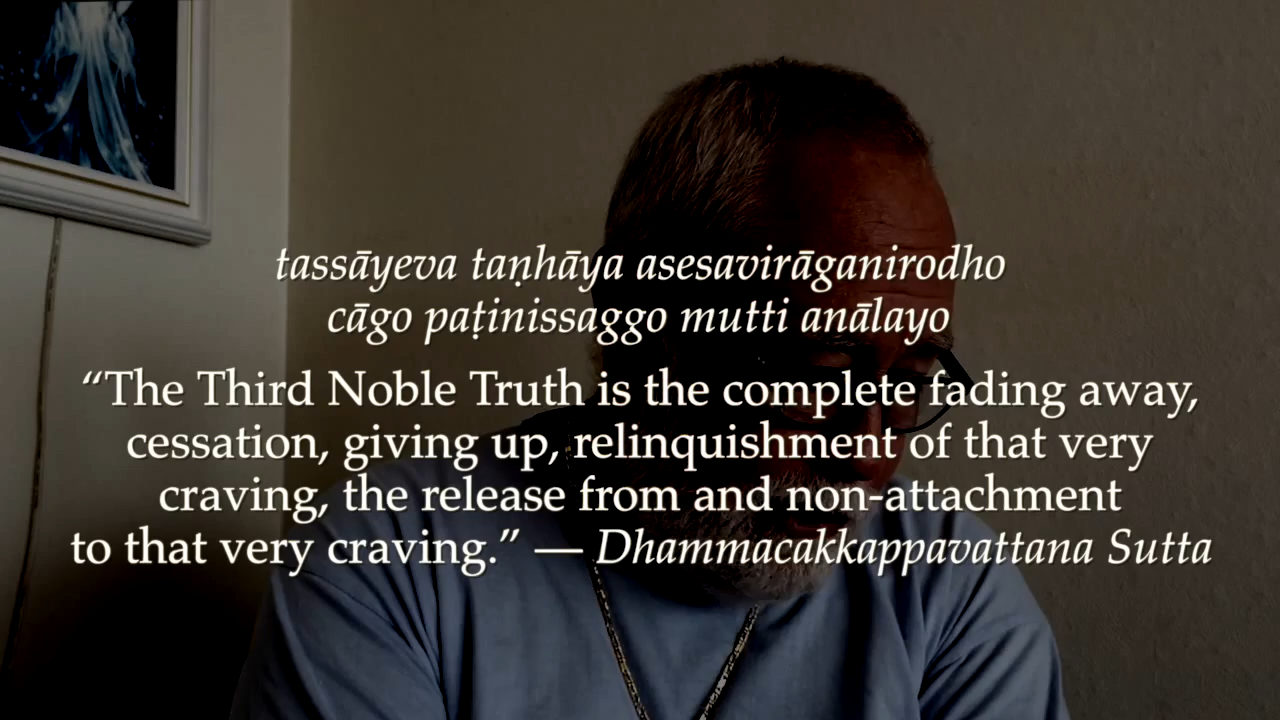 tassāyeva taṇhāya asesavirāganirodho
cāgo paṭinissaggo mutti anālayo
“The Third Noble Truth is the complete fading away,
cessation, giving up, relinquishment of that very
craving, the release from and non-attachment
to that very craving.” — Dhammacakkappavattana Sutta